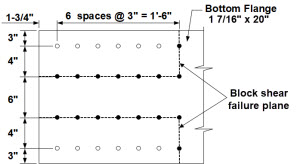 1-3/4"
6 spaces @ 3" = 1'-6"
Bottom Flange
1 7/16" x 20"
3"
4"
6"
4"
3"
Block shear
failure plane